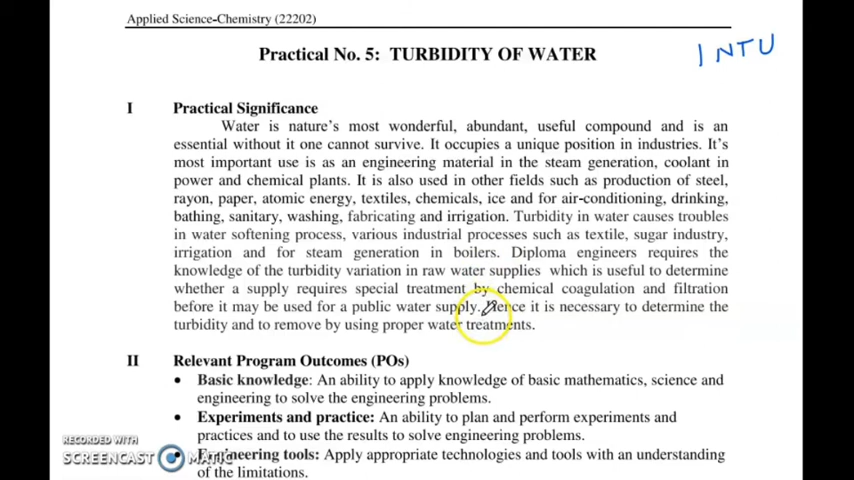 Applied Science-Chemistry (22202)
Practical No. 5: TURBIDITY OF WATER
1 NTU
I Practical Significance
Water is nature's most wonderful, abundant, useful compound and is an
essential without it one cannot survive. It occupies a unique position in industries. It's
most important use is as an engineering material in the steam generation, coolant in
power and chemical plants. It is also used in other fields such as production of steel,
rayon, paper, atomic energy, textiles, chemicals, ice and for air-conditioning, drinking,
bathing, sanitary, washing, fabricating and irrigation. Turbidity in water causes troubles
in water softening process, various industrial processes such as textile, sugar industry,
irrigation and for steam generation in boilers. Diploma engineers requires the
knowledge of the turbidity variation in raw water supplies which is useful to determine
whether a supply requires special treatment by chemical coagulation and filtration
before it may be used for a public water supply. Hence it is necessary to determine the
turbidity and to remove by using proper water treatments.
II Relevant Program Outcomes (POs)
• Basic knowledge: An ability to apply knowledge of basic mathematics, science and
engineering to solve the engineering problems.
• Experiments and practice: An ability to plan and perform experiments and
practices and to use the results to solve engineering problems.
• Engineering tools: Apply appropriate technologies and tools with an understanding
of the limitations.
RECORDED WITH
SCREENCAST MATIC